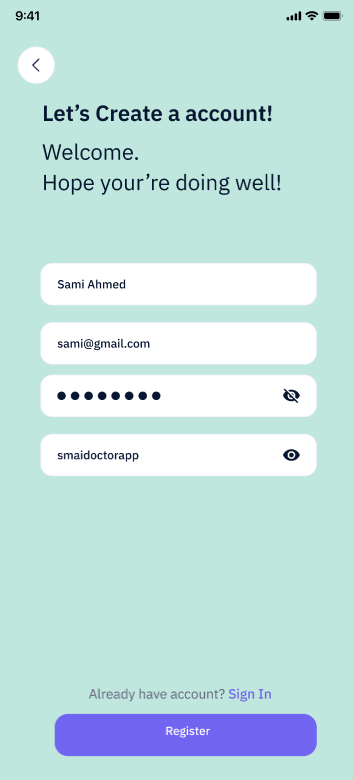 9:41
Let's Create a account!
Welcome.
Hope your're doing well!
Sami Ahmed
sami@gmail.com
smaidoctorapp
Already have account? Sign In
Register